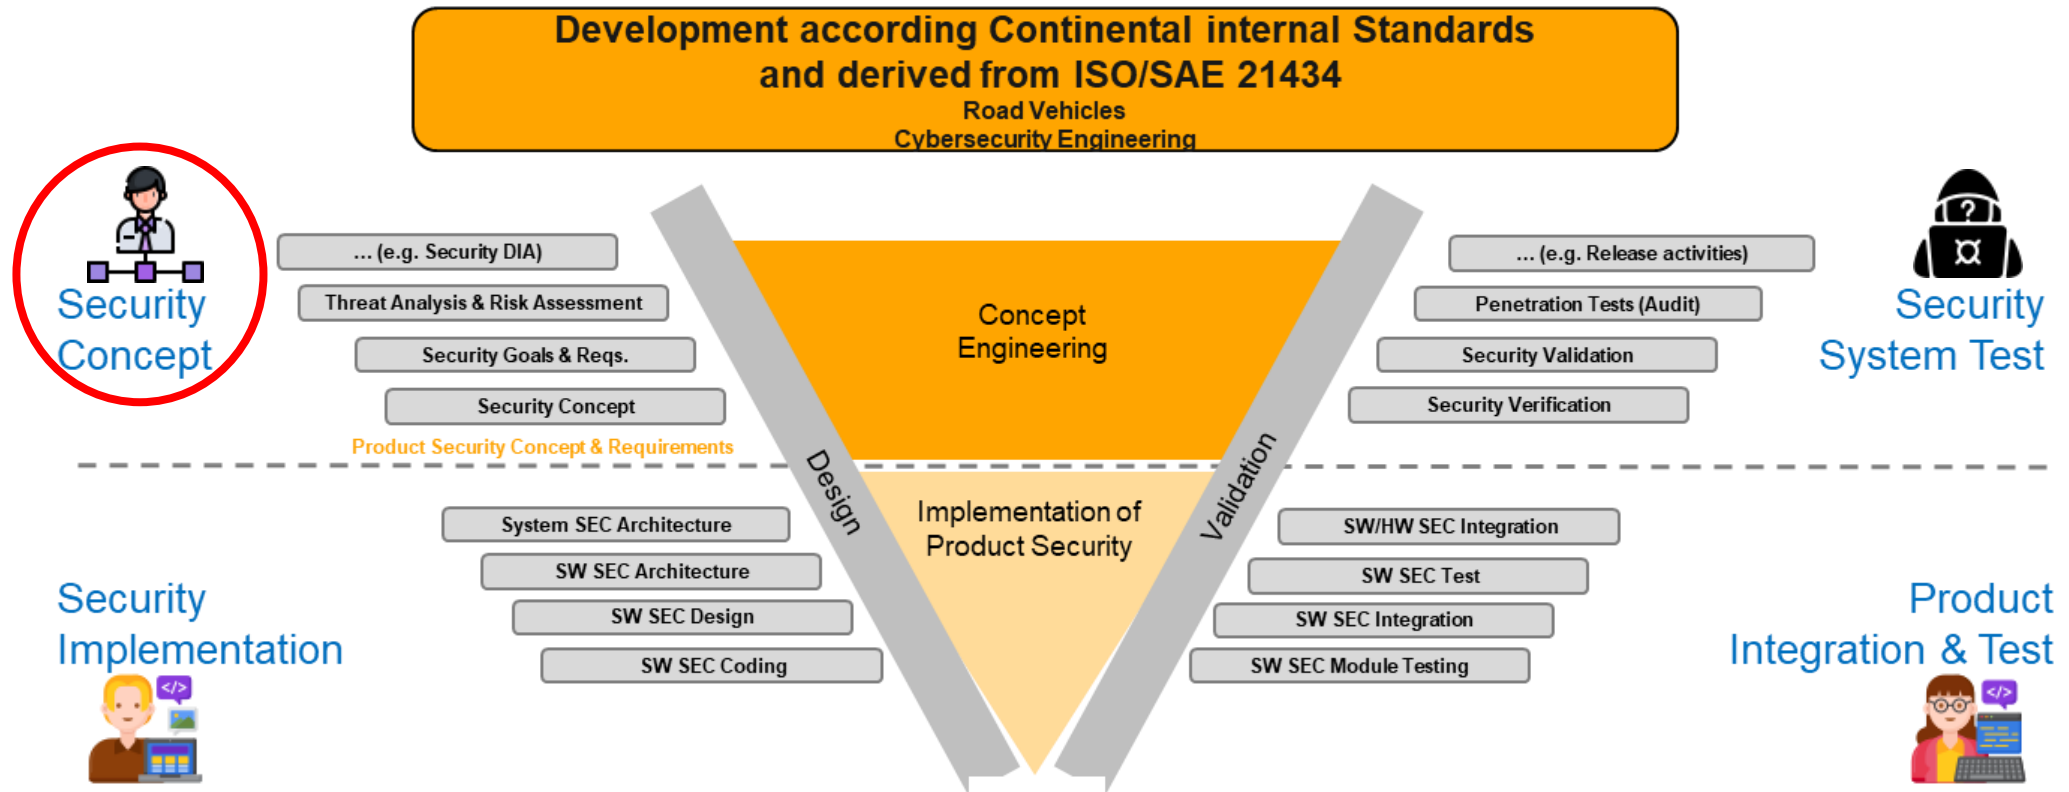 Development according Continental internal Standards
and derived from ISO/SAE 21434
Road Vehicles
Cybersecurity Engineering
Security
Concept
... (e.g. Security DIA)
Threat Analysis & Risk Assessment
Security Goals & Reqs.
Security Concept
Product Security Concept & Requirements
Concept
Engineering
... (e.g. Release activities)
Penetration Tests (Audit)
Security Validation
Security Verification
Security
System Test
Design
Validation
Implementation of
Product Security
System SEC Architecture
SW SEC Architecture
SW SEC Design
SW SEC Coding
Security
Implementation
</>
SW/HW SEC Integration
SW SEC Test
SW SEC Integration
SW SEC Module Testing
Product
Integration & Test
</>
?